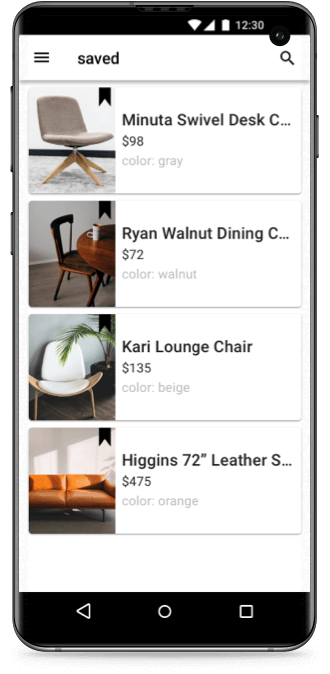 12:30
saved
Minuta Swivel Desk C...
$98
color: gray
Ryan Walnut Dining C...
$72
color: walnut
Kari Lounge Chair
$135
color: beige
Higgins 72” Leather S...
$475
color: orange